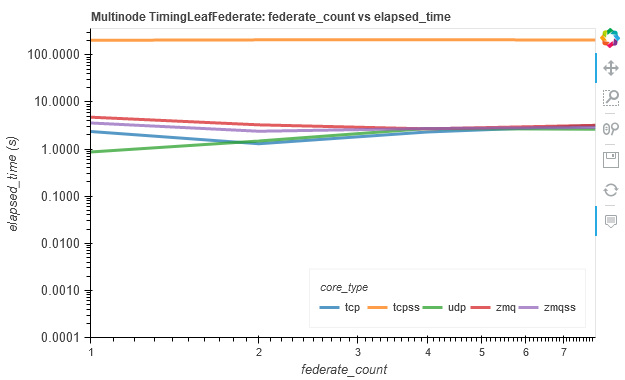 Multinode TimingLeafFederate: federate_count vs elapsed_time
100.0000
10.0000
1.0000
0.1000
0.0100
0.0010
0.0001
elapsed_time (s)
core_type
tcp tcpss udp zmq zmqss
1 2 3 4 5 6 7
federate_count